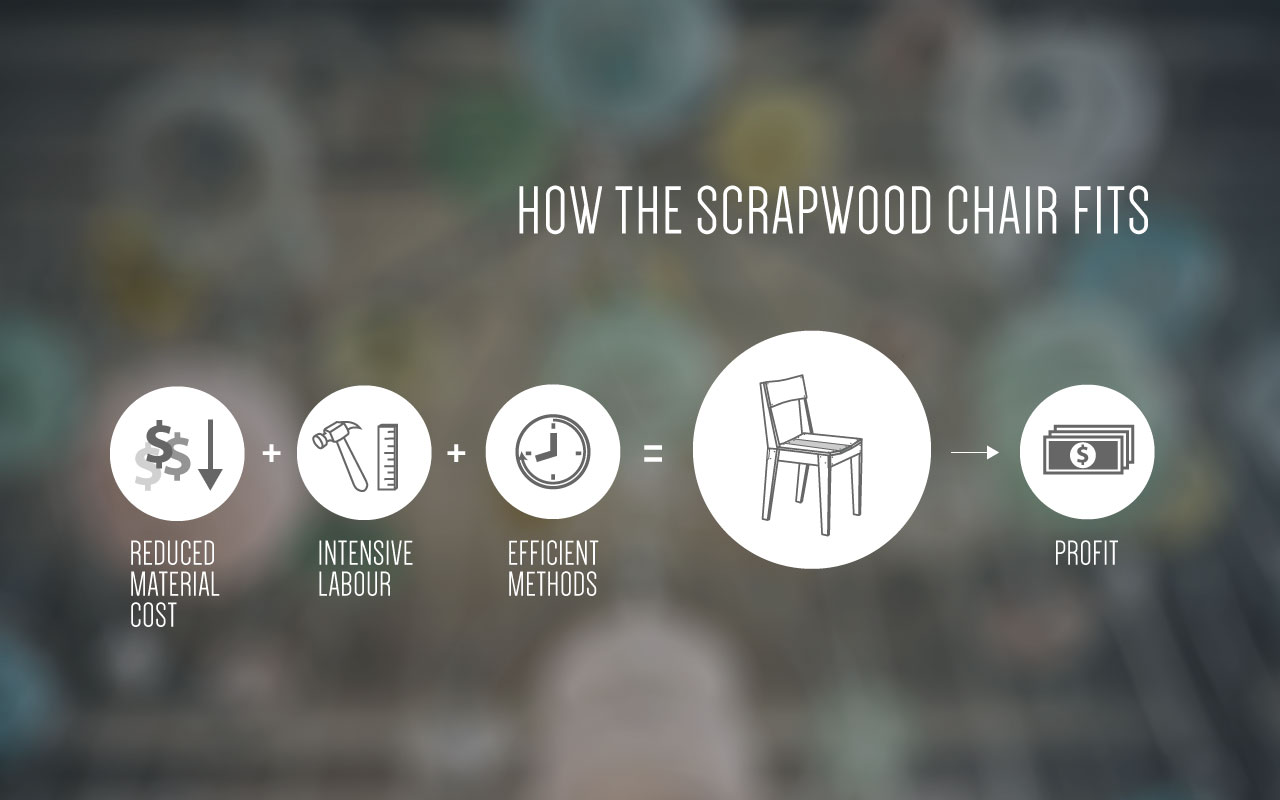 HOW THE SCRAPWOOD CHAIR FITS
$ $ $
+
+
=
$
REDUCED
MATERIAL
COST
INTENSIVE
LABOUR
EFFICIENT
METHODS
PROFIT